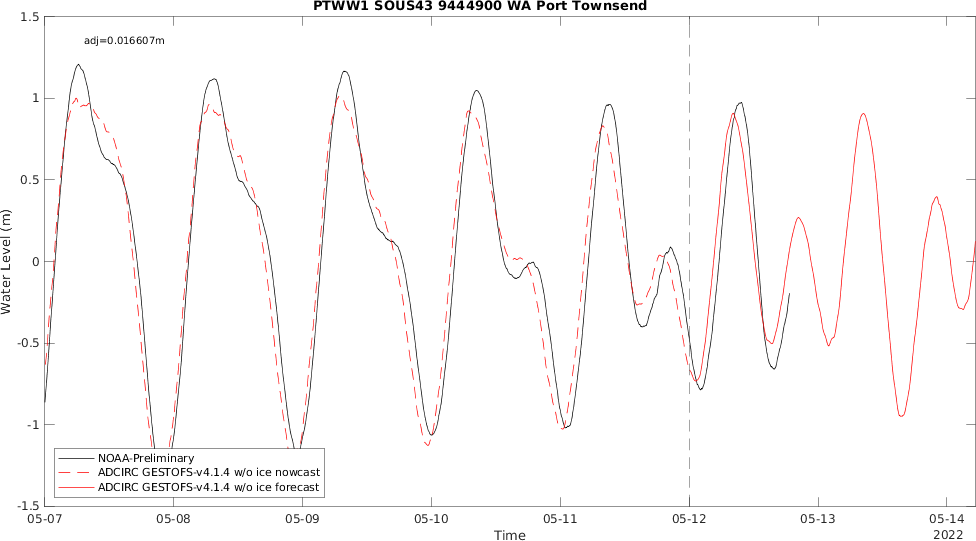 PTWW1 SOUS43 9444900 WA Port Townsend
adj=0.016607m
1.5
1
0.5
0
-0.5
-1
-1.5
Water Level (m)
NOAA-Preliminary
ADCIRC GESTOFS-v4.1.4 w/o ice nowcast
ADCIRC GESTOFS-v4.1.4 w/o ice forecast
05-07 05-08 05-09 05-10 05-11 05-12 05-13 05-14
Time
2022